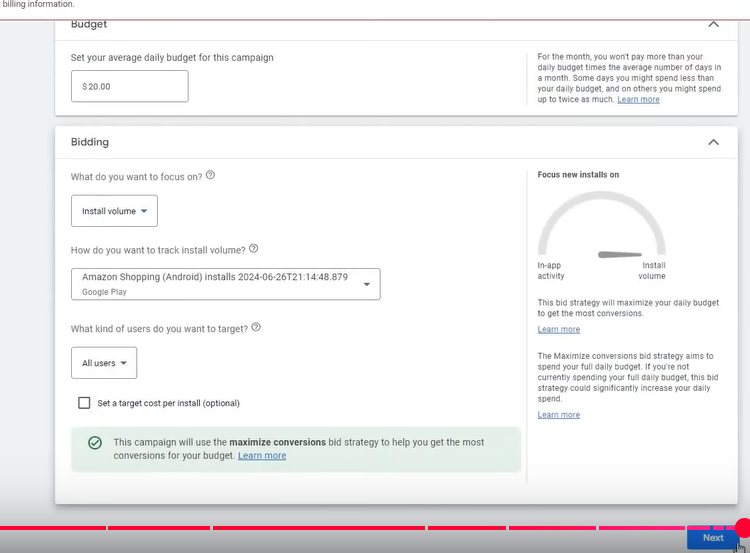 billing information.
Budget
Set your average daily budget for this campaign
$ 20.00
For the month, you won't pay more than your
daily budget times the average number of days in
a month. Some days you might spend less than
your daily budget, and on others you might spend
up to twice as much. Learn more
Bidding
What do you want to focus on?
Install volume
How do you want to track install volume?
Amazon Shopping (Android) installs 2024-06-26T21:14:48.879
Google Play
What kind of users do you want to target?
All users
Set a target cost per install (optional)
This campaign will use the maximize conversions bid strategy to help you get the most
conversions for your budget. Learn more
Focus new installs on
In-app
activity
Install
volume
This bid strategy will maximize your daily budget
to get the most conversions.
Learn more
The Maximize conversions bid strategy aims to
spend your full daily budget. If you're not
currently spending your full daily budget, this bid
strategy could significantly increase your daily
spend.
Learn more
Next